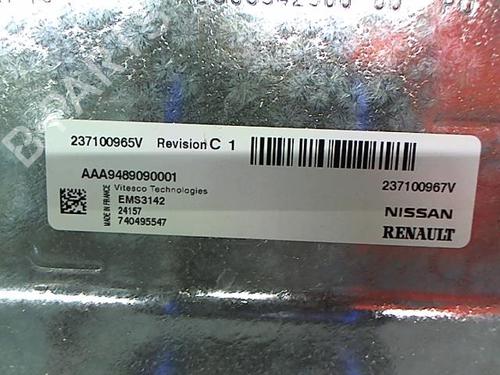 237100965V Revision C 1
AAA9489090001
Vitesco Technologies
EMS3142
24157
740495547
MADE IN FRANCE
237100967V
NISSAN
RENAULT